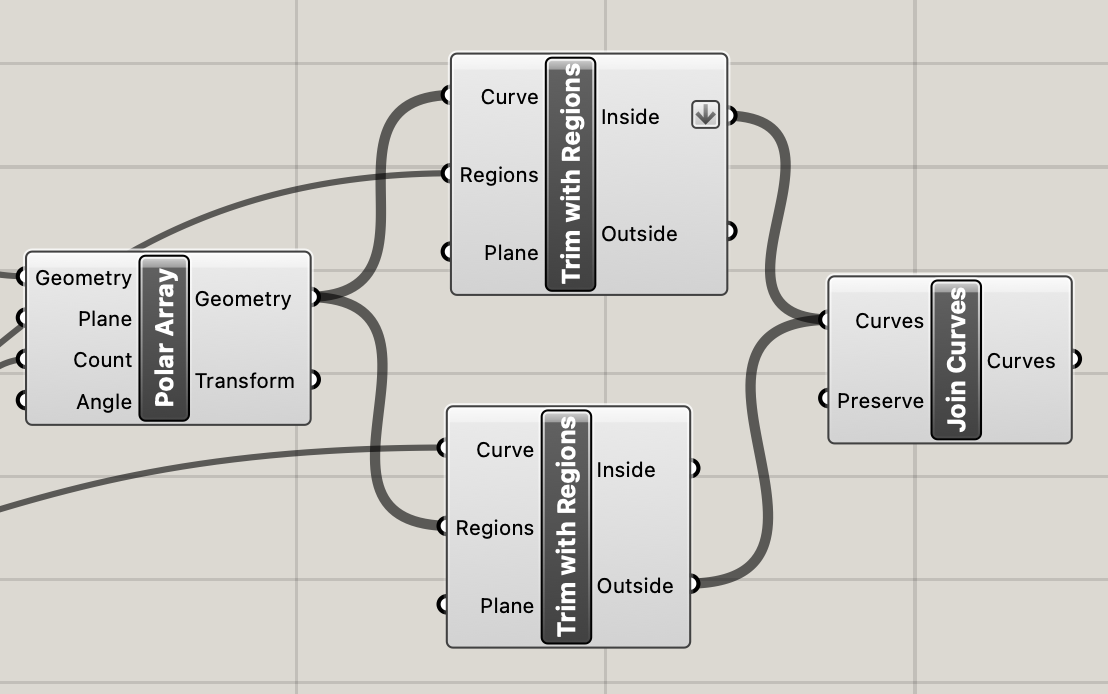 Geometry
Plane
Count
Angle
Polar Array
Geometry
Transform
Curve
Regions
Plane
Trim with Regions
Inside
Outside
Curve
Regions
Plane
Trim with Regions
Inside
Outside
Curves
Preserve
Join Curves
Curves